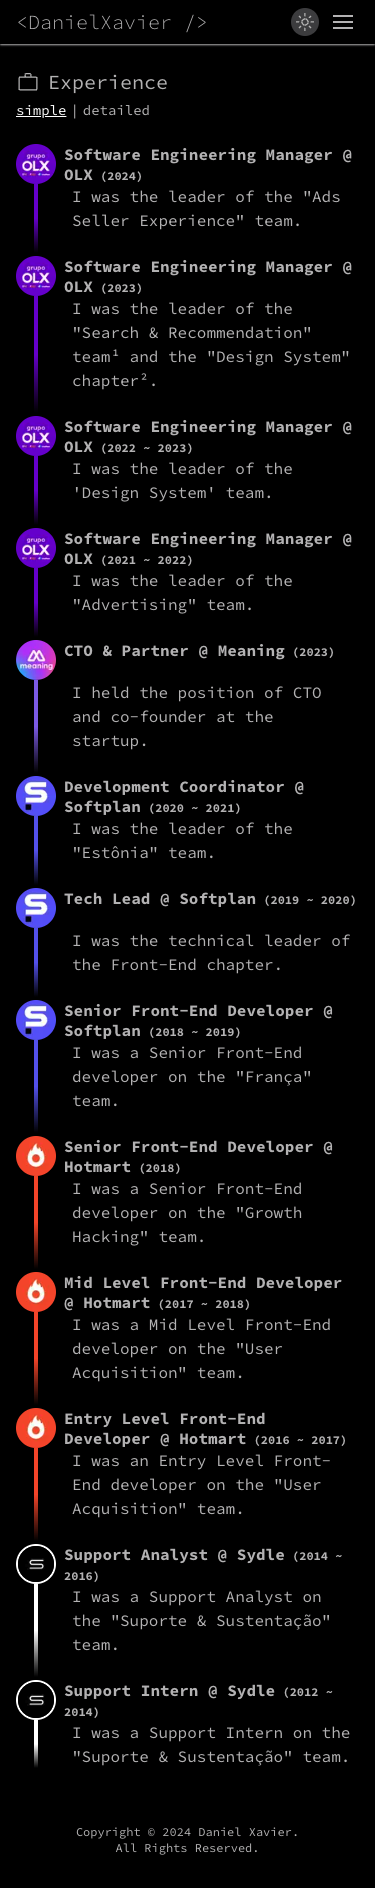 <DanielXavier />
Experience
simple | detailed
grupo
OLX
Software Engineering Manager @
OLX (2024)
I was the leader of the "Ads
Seller Experience" team.
grupo
OLX
Software Engineering Manager @
OLX (2023)
I was the leader of the
"Search & Recommendation"
team¹ and the "Design System"
chapter².
grupo
OLX
Software Engineering Manager @
OLX (2022 ~ 2023)
I was the leader of the
'Design System' team.
grupo
OLX
Software Engineering Manager @
OLX (2021 ~ 2022)
I was the leader of the
"Advertising" team.
meaning
CTO & Partner @ Meaning (2023)
I held the position of CTO
and co-founder at the
startup.
Development Coordinator @
Softplan (2020 ~ 2021)
I was the leader of the
"Estônia" team.
Tech Lead @ Softplan (2019 ~ 2020)
I was the technical leader of
the Front-End chapter.
Senior Front-End Developer @
Softplan (2018 ~ 2019)
I was a Senior Front-End
developer on the "França"
team.
Senior Front-End Developer @
Hotmart (2018)
I was a Senior Front-End
developer on the "Growth
Hacking" team.
Mid Level Front-End Developer
@ Hotmart (2017 ~ 2018)
I was a Mid Level Front-End
developer on the "User
Acquisition" team.
Entry Level Front-End
Developer @ Hotmart (2016 ~ 2017)
I was an Entry Level Front-
End developer on the "User
Acquisition" team.
Support Analyst @ Sydle (2014 ~
2016)
I was a Support Analyst on
the "Suporte & Sustentação"
team.
Support Intern @ Sydle (2012 ~
2014)
I was a Support Intern on the
"Suporte & Sustentação" team.
Copyright © 2024 Daniel Xavier.
All Rights Reserved.